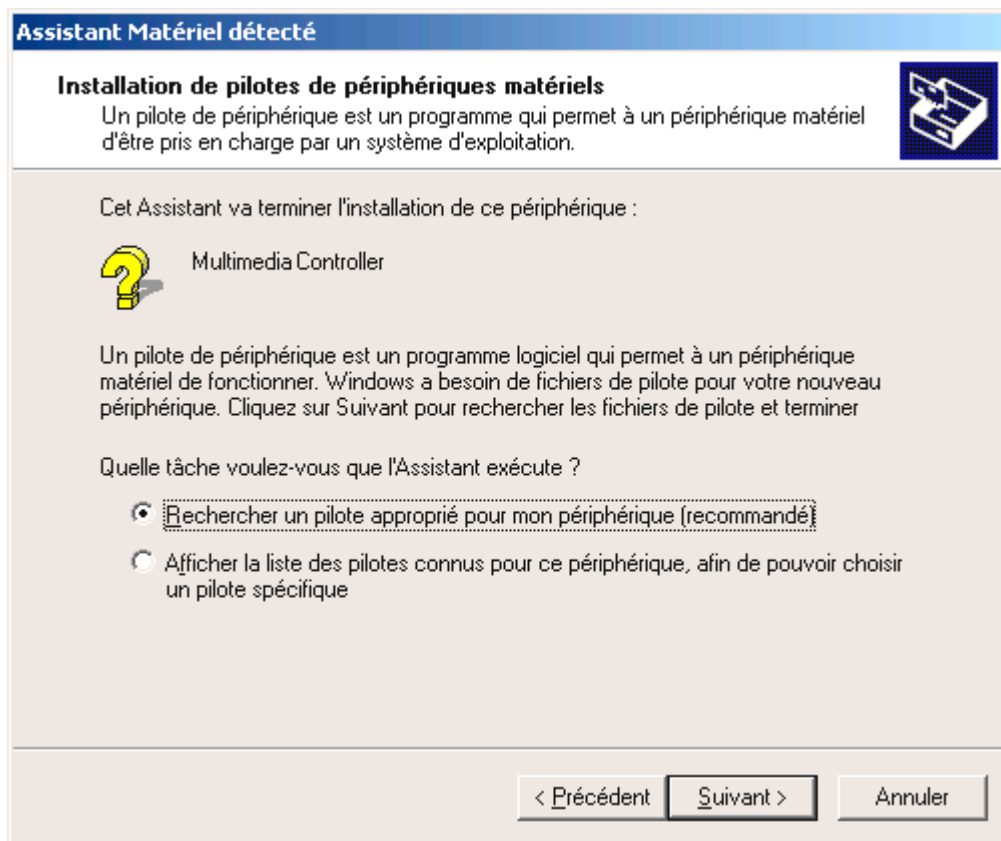 Assistant Matériel détecté
Installation de pilotes de périphériques matériels
Un pilote de périphérique est un programme qui permet à un périphérique matériel
d'être pris en charge par un système d'exploitation.
Cet Assistant va terminer l'installation de ce périphérique :
Multimedia Controller
Un pilote de périphérique est un programme logiciel qui permet à un périphérique
matériel de fonctionner. Windows a besoin de fichiers de pilote pour votre nouveau
périphérique. Cliquez sur Suivant pour rechercher les fichiers de pilote et terminer
Quelle tâche voulez-vous que l'Assistant exécute ?
Rechercher un pilote approprié pour mon périphérique (recommandé)
Afficher la liste des pilotes connus pour ce périphérique, afin de pouvoir choisir
un pilote spécifique
< Précédent
Suivant >
Annuler